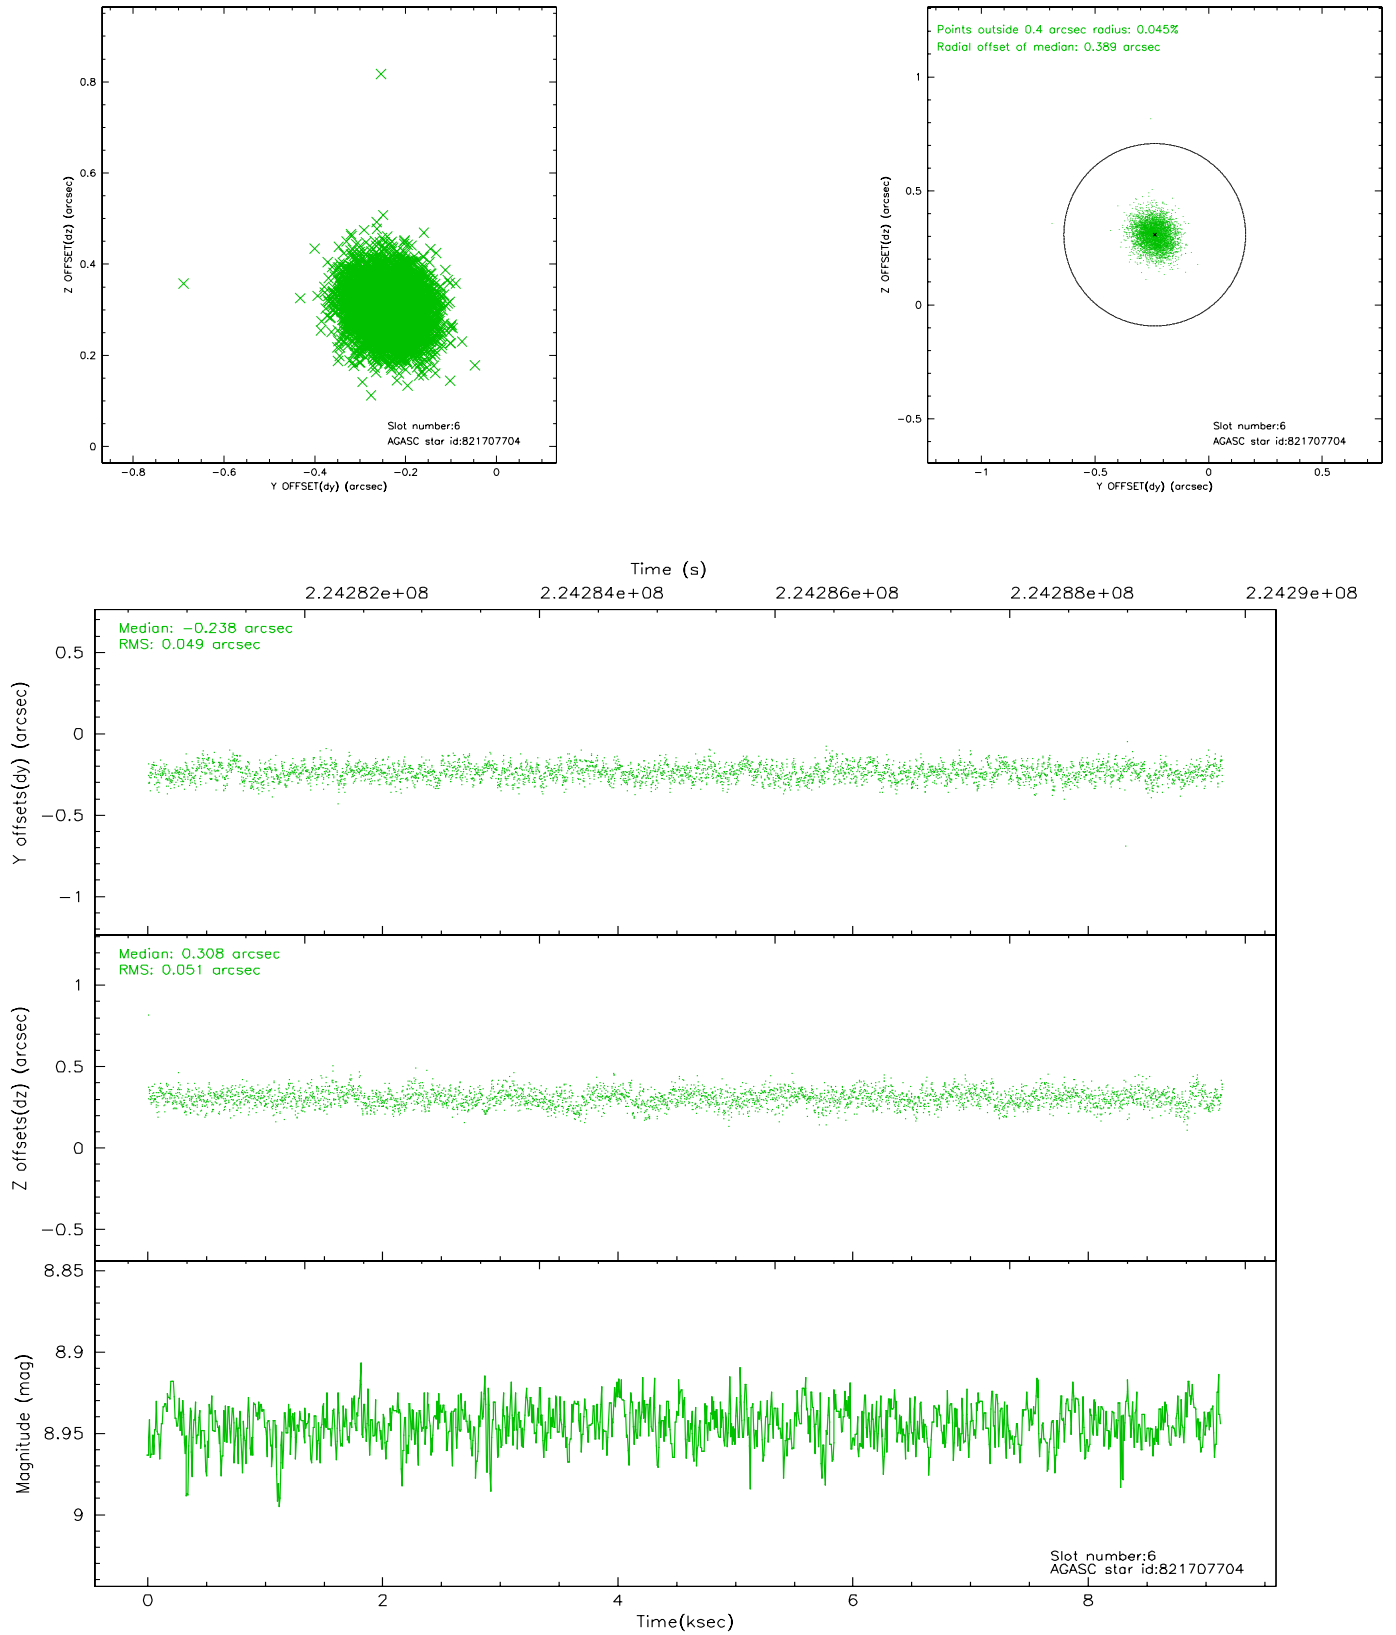 0.8
0.6
0.4
0.2
0
Z OFFSET(dz) (arcsec)
Slot number:6
AGASC star id:821707704
-0.8 -0.6 -0.4 -0.2 0
Y OFFSET(dy) (arcsec)
Points outside 0.4 arcsec radius: 0.045%
Radial offset of median: 0.389 arcsec
1
0.5
0
-0.5
Z OFFSET(dz) (arcsec)
Slot number:6
AGASC star id:821707704
-1 -0.5 0 0.5
Y OFFSET(dy) (arcsec)
Time (s)
2.24282e+08 2.24284e+08 2.24286e+08 2.24288e+08 2.2429e+08
Median: -0.238 arcsec
RMS: 0.049 arcsec
0.5
0
-0.5
-1
Y offsets(dy) (arcsec)
Median: 0.308 arcsec
RMS: 0.051 arcsec
1
0.5
0
-0.5
Z offsets(dz) (arcsec)
8.85
8.9
8.95
9
Magnitude (mag)
Slot number:6
AGASC star id:821707704
0 2 4 6 8
Time(ksec)